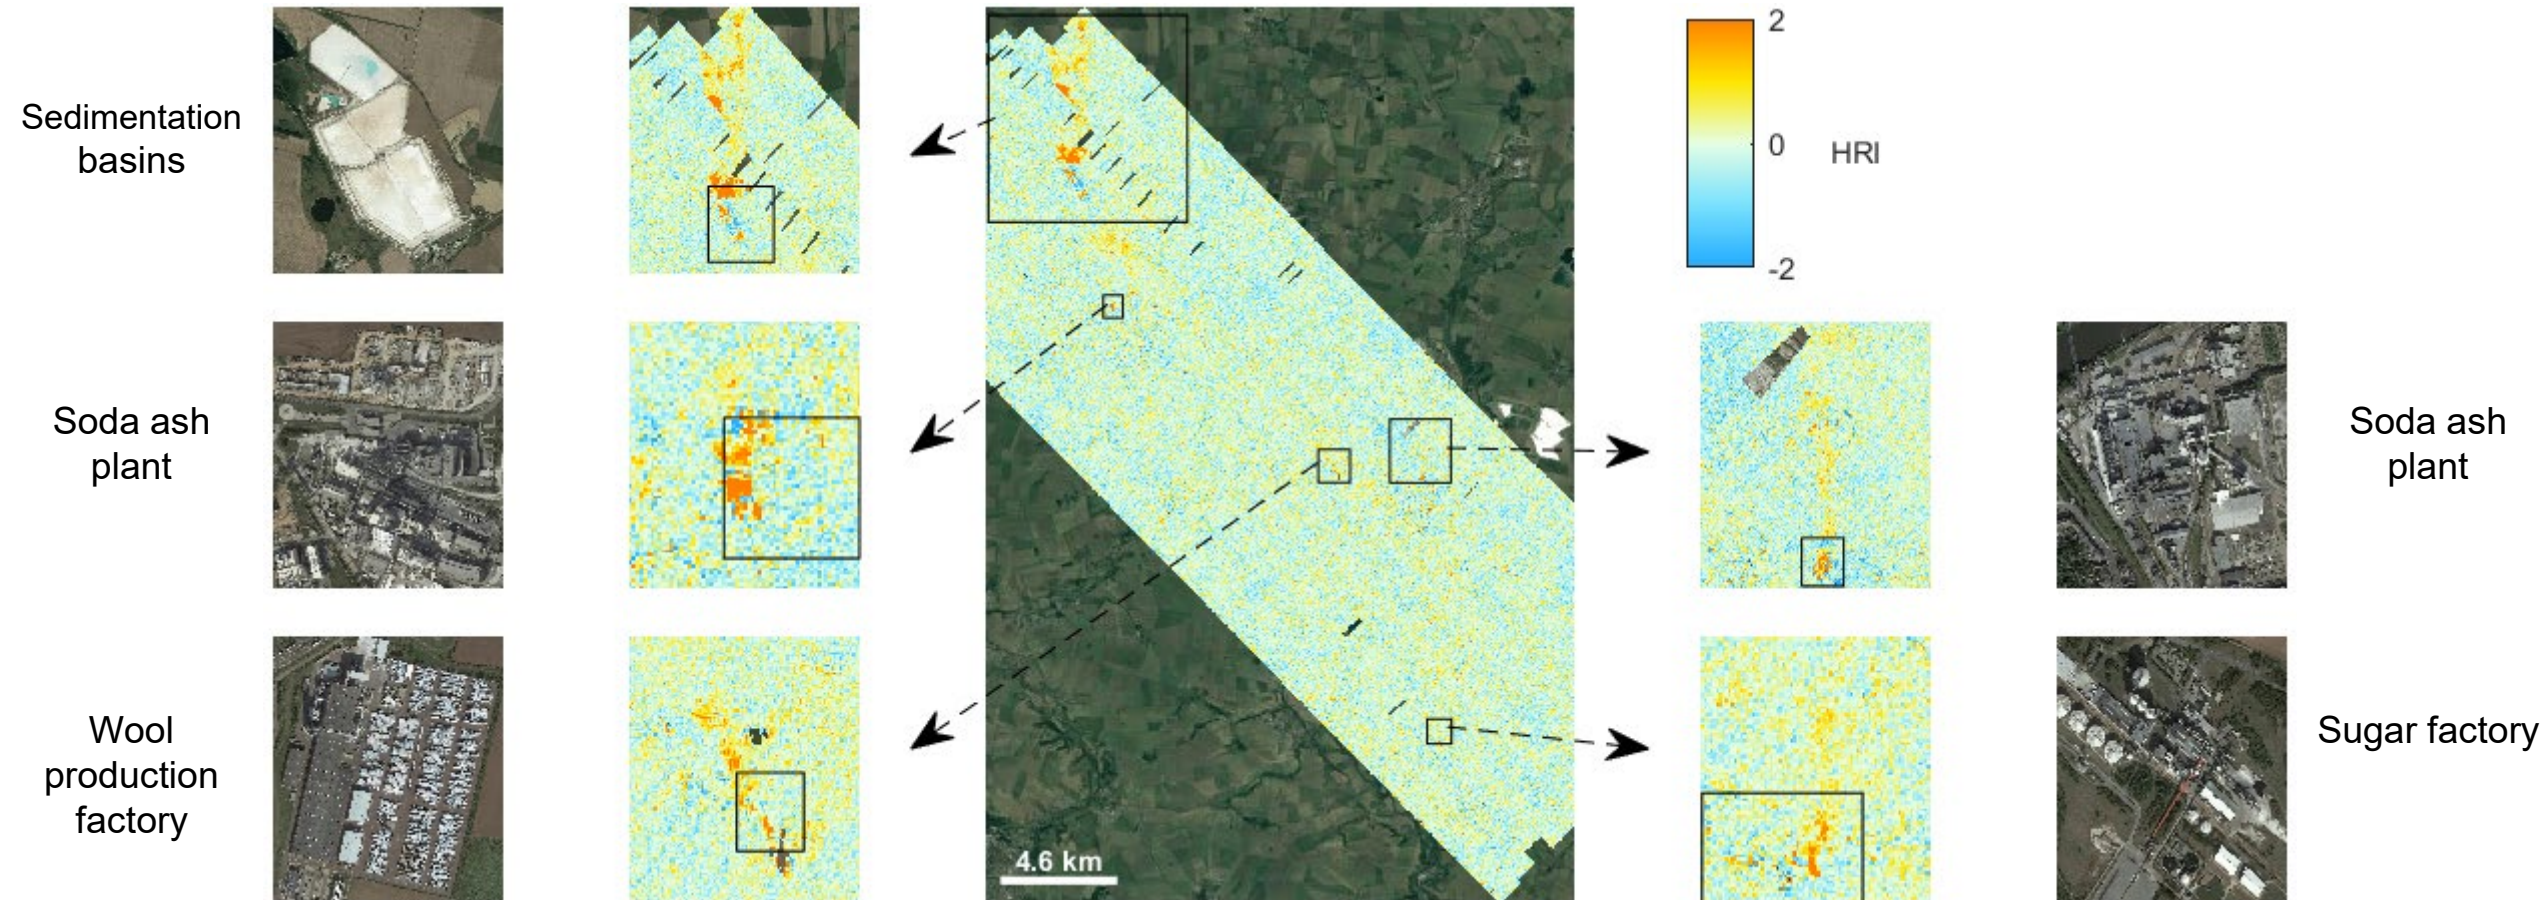 Sedimentation
basins
Soda ash
plant
Wool
production
factory
4.6 km
2
0
HRI
-2
Soda ash
plant
Sugar factory